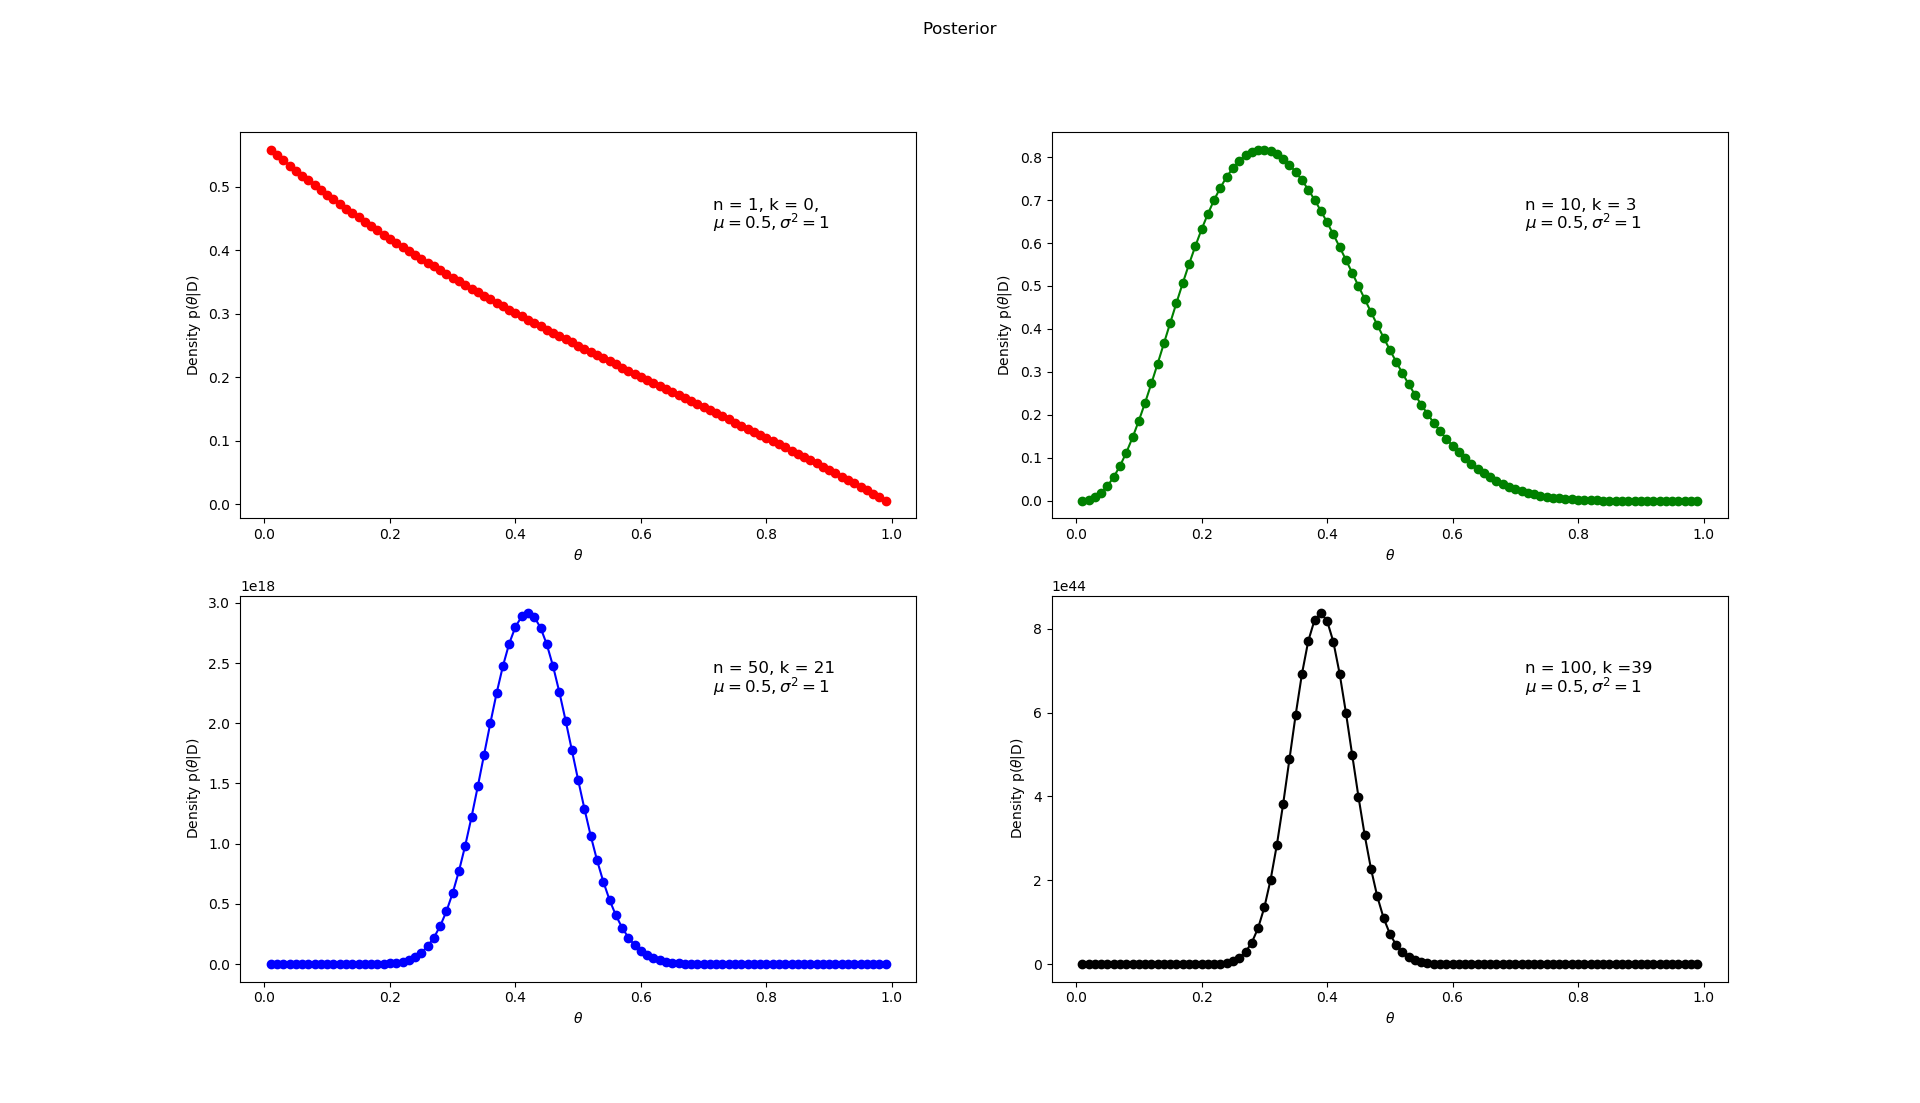 Posterior
0.5
0.4
0.3
0.2
0.1
0.0
Density p(θ|D)
n = 1, k = 0,
μ = 0.5, σ² = 1
0.0 0.2 0.4 0.6 0.8 1.0
θ
0.8
0.7
0.6
0.5
0.4
0.3
0.2
0.1
0.0
Density p(θ|D)
n = 10, k = 3
μ = 0.5, σ² = 1
0.0 0.2 0.4 0.6 0.8 1.0
θ
1e18
3.0
2.5
2.0
1.5
1.0
0.5
0.0
Density p(θ|D)
n = 50, k = 21
μ = 0.5, σ² = 1
0.0 0.2 0.4 0.6 0.8 1.0
θ
1e44
8
6
4
2
0
Density p(θ|D)
n = 100, k =39
μ = 0.5, σ² = 1
0.0 0.2 0.4 0.6 0.8 1.0
θ